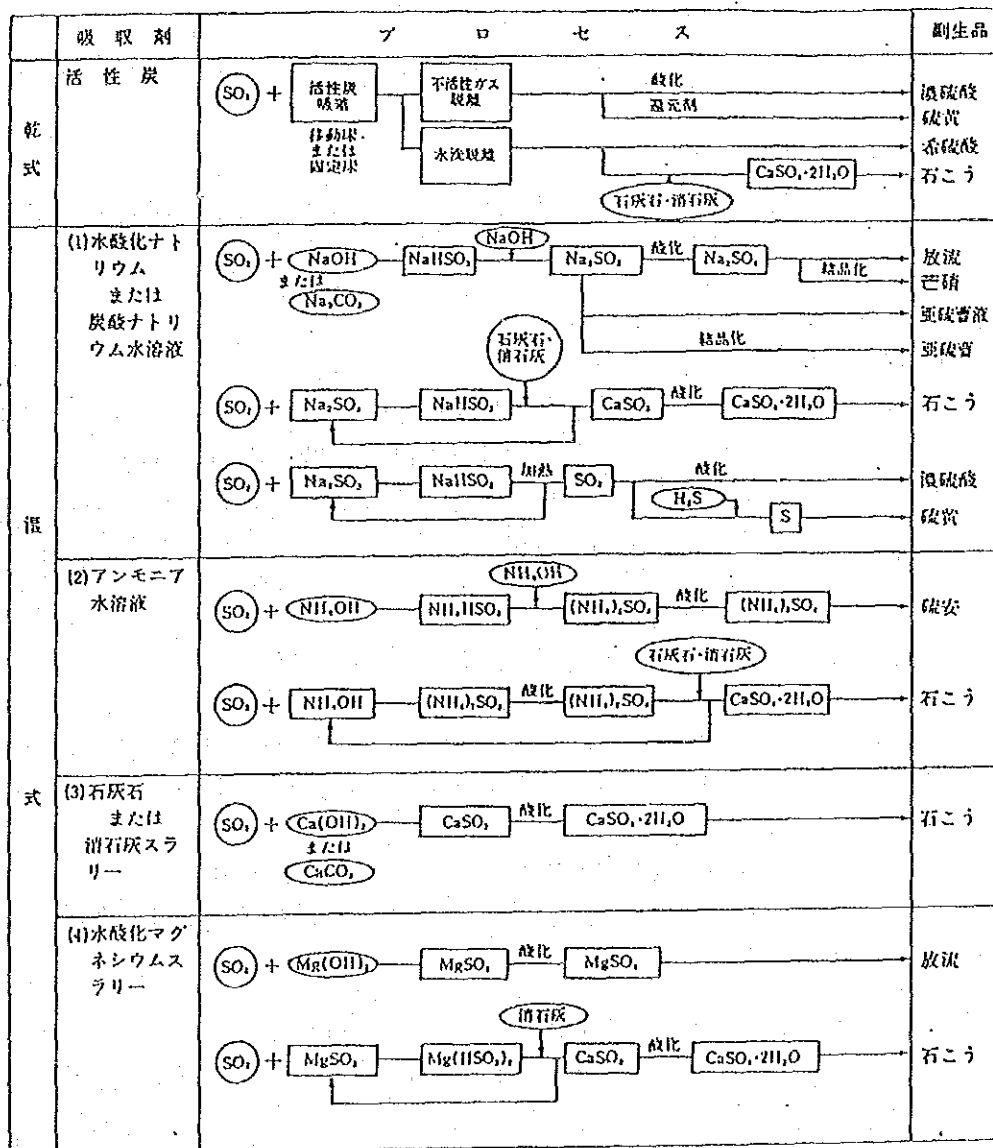 吸収剤 プロセス 副生品
乾式
活性炭
SO₂ + 活性炭吸着 不活性ガス脱離 酸化 濃硫酸
還元剤 硫黄
移動床・または固定床
水洗脱離 希硫酸
CaSO₄・2H₂O 石こう
石灰石・消石灰
湿式
(1)水酸化ナトリウムまたは炭酸ナトリウム水溶液
NaOH
SO₂ + NaOH NaHSO₃ Na₂SO₃ 酸化 Na₂SO₄ 放流
または 結晶化 芒硝
Na₂CO₃
亜硫曹液
結晶化 亜硫曹
石灰石・消石灰
SO₂ + Na₂SO₃ NaHSO₃ CaSO₃ 酸化 CaSO₄・2H₂O 石こう
SO₂ + Na₂SO₃ NaHSO₃ 加熱 SO₂ 酸化 濃硫酸
H₂S S 硫黄
(2)アンモニア水溶液
NH₄OH
SO₂ + NH₄OH NH₄HSO₃ (NH₄)₂SO₃ 酸化 (NH₄)₂SO₄ 硫安
石灰石・消石灰
SO₂ + NH₄OH (NH₄)₂SO₃ 酸化 (NH₄)₂SO₄ CaSO₄・2H₂O 石こう
(3)石灰石または消石灰スラリー
SO₂ + Ca(OH)₂ CaSO₃ 酸化 CaSO₄・2H₂O 石こう
または
CaCO₃
(4)水酸化マグネシウムスラリー
SO₂ + Mg(OH)₂ MgSO₃ 酸化 MgSO₄ 放流
消石灰
SO₂ + MgSO₃ Mg(HSO₃)₂ CaSO₃ 酸化 CaSO₄・2H₂O 石こう